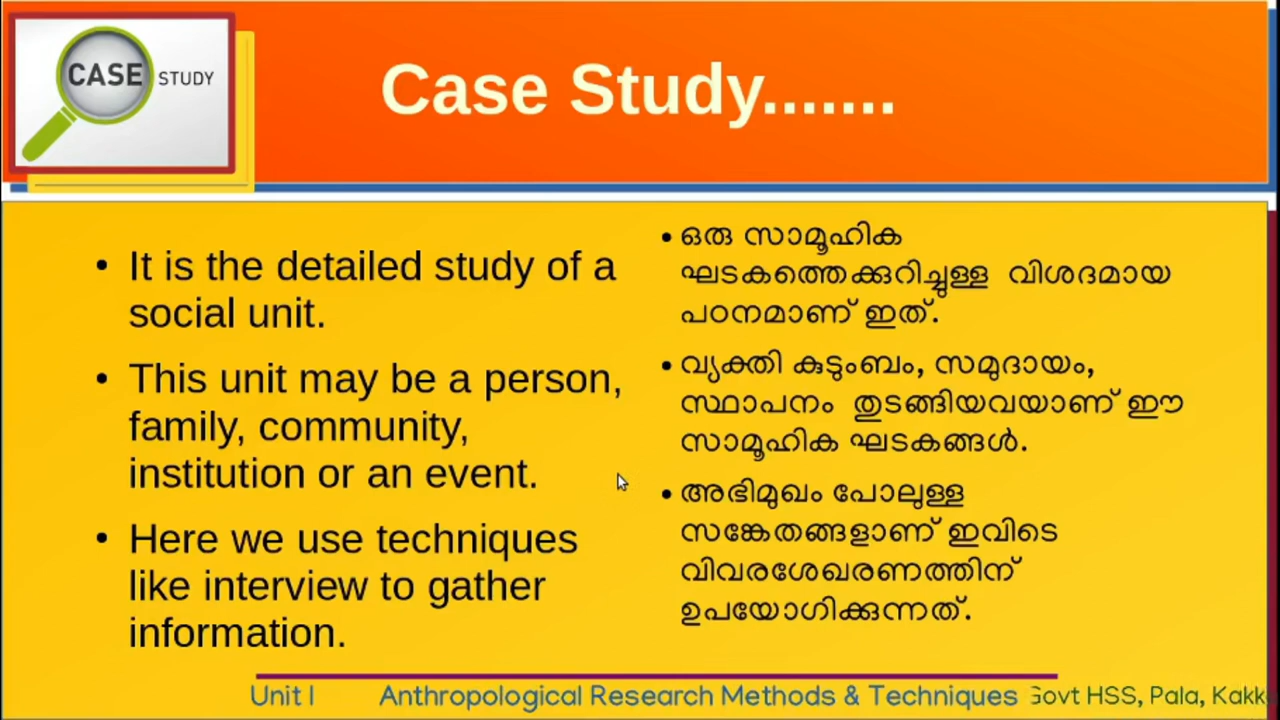 CASE STUDY
Case Study.......
• It is the detailed study of a
social unit.
• This unit may be a person,
family, community,
institution or an event.
• Here we use techniques
like interview to gather
information.
• ഒരു സാമൂഹിക
ഘടകത്തെക്കുറിച്ചുള്ള വിശദമായ
പഠനമാണ് ഇത്.
• വ്യക്തി കുടുംബം, സമുദായം,
സ്ഥാപനം തുടങ്ങിയവയാണ് ഈ
സാമൂഹിക ഘടകങ്ങൾ.
• അഭിമുഖം പോലുള്ള
സങ്കേതങ്ങളാണ് ഇവിടെ
വിവരശേഖരണത്തിന്
ഉപയോഗിക്കുന്നത്.
Unit I Anthropological Research Methods & Techniques Govt HSS, Pala,